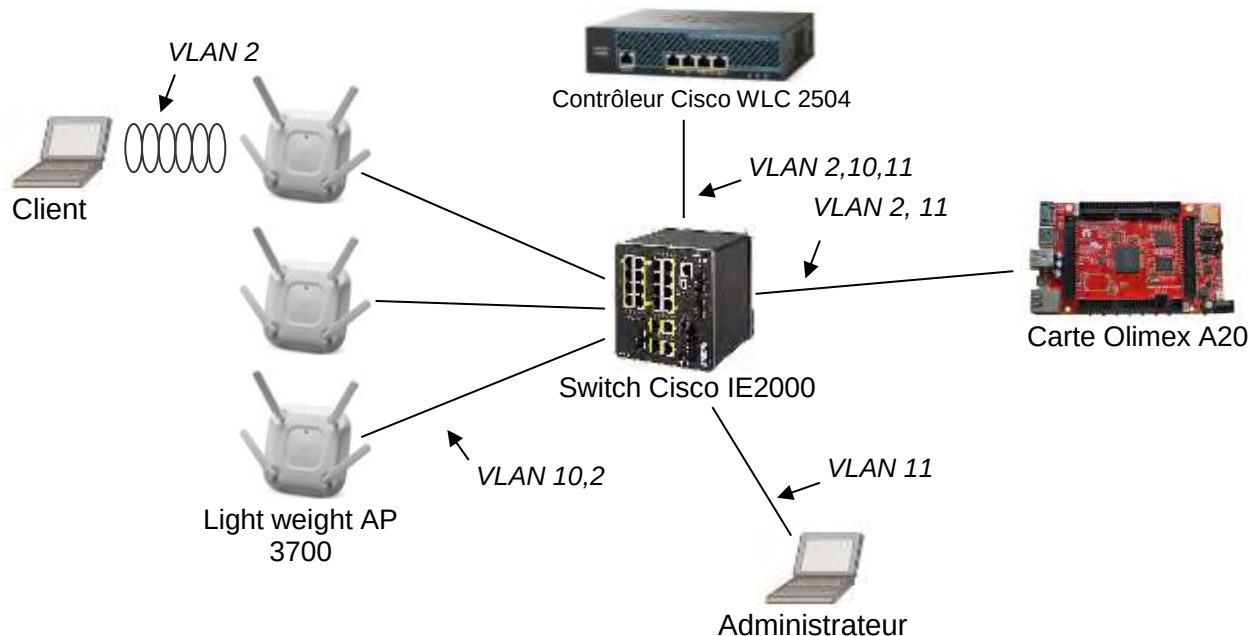 VLAN 2
Contrôleur Cisco WLC 2504
VLAN 2,10,11
VLAN 2, 11
Client
Carte Olimex A20
Switch Cisco IE2000
VLAN 10,2
VLAN 11
Light weight AP
3700
Administrateur